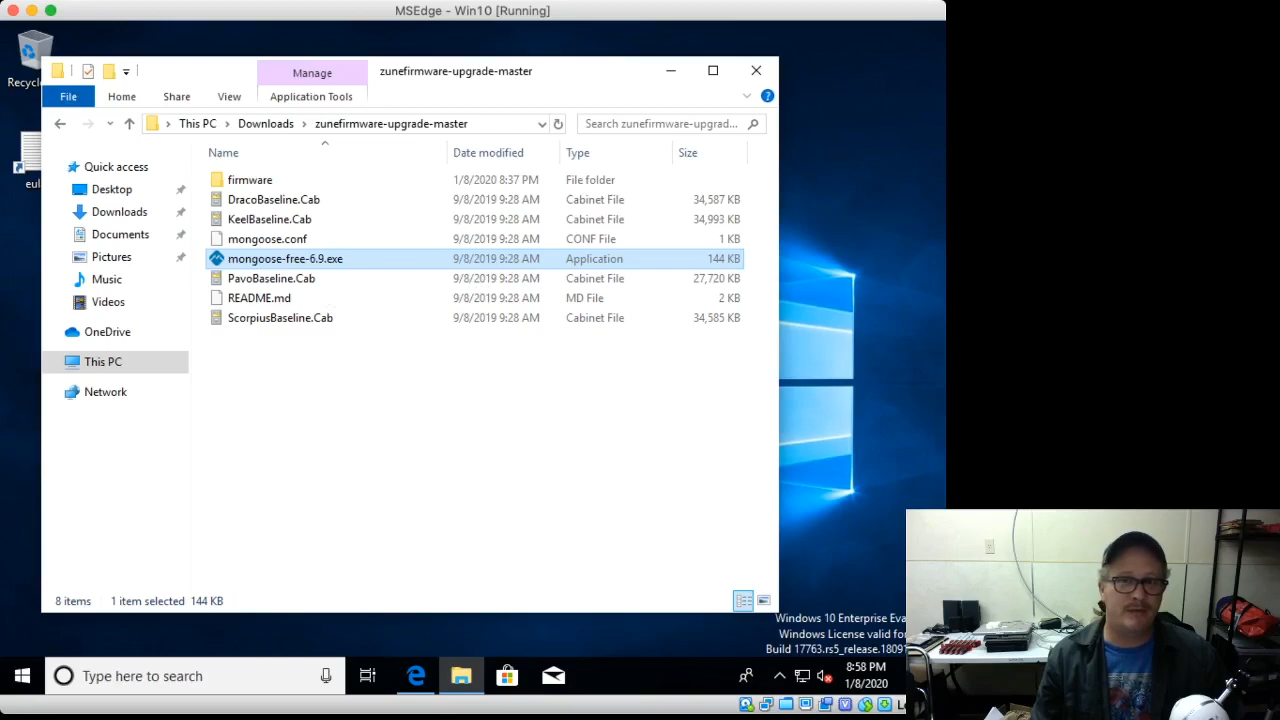 MSEdge - Win10 [Running]
Recycle
eul
Manage
zunefirmware-upgrade-master
File
Home
Share
View
Application Tools
This PC > Downloads > zunefirmware-upgrade-master
Search zunefirmware-upgrad...
Name
Date modified
Type
Size
Quick access
Desktop
Downloads
Documents
Pictures
Music
Videos
OneDrive
This PC
Network
firmware 1/8/2020 8:37 PM File folder
DracoBaseline.Cab 9/8/2019 9:28 AM Cabinet File 34,587 KB
KeelBaseline.Cab 9/8/2019 9:28 AM Cabinet File 34,993 KB
mongoose.conf 9/8/2019 9:28 AM CONF File 1 KB
mongoose-free-6.9.exe 9/8/2019 9:28 AM Application 144 KB
PavoBaseline.Cab 9/8/2019 9:28 AM Cabinet File 27,720 KB
README.md 9/8/2019 9:28 AM MD File 2 KB
ScorpiusBaseline.Cab 9/8/2019 9:28 AM Cabinet File 34,585 KB
8 items 1 item selected 144 KB
Windows 10 Enterprise Eva
Windows License valid for
Build 17763.rs5_release.18091
Type here to search
8:58 PM
1/8/2020